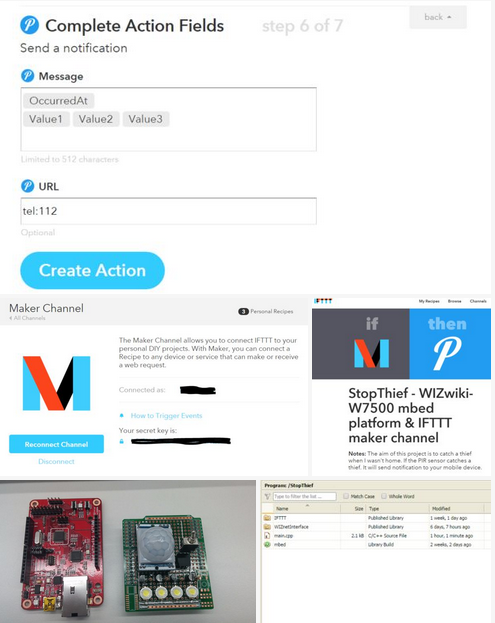 Complete Action Fields
step 6 of 7
back
Send a notification
Message
OccurredAt
Value1 Value2 Value3
Limited to 512 characters
URL
tel:112
Optional
Create Action
Maker Channel
< All Channels
3 Personal Recipes
The Maker Channel allows you to connect IFTTT to your
personal DIY projects. With Maker, you can connect a
Recipe to any device or service that can make or receive
a web request.
Connected as:
How to Trigger Events
Your secret key is:
Reconnect Channel
Disconnect
IFTTT
My Recipes Browse Channels
if then
StopThief - WIZwiki-
W7500 mbed
platform & IFTTT
maker channel
Notes: The aim of this project is to catch a thief
when I wasn't home. If the PIR sensor catches a
thief. It will send notification to your mobile device.
Program: /StopThief
Type to filter the list ... Match Case Whole Word
Name Size Type Modified
IFTTT Published Library 1 week, 1 day ago
WIZnetInterface Published Library 6 days, 7 hours ago
main.cpp 2.1 kB C/C++ Source File 1 hour, 1 minute ago
mbed Library Build 2 weeks, 2 days ago